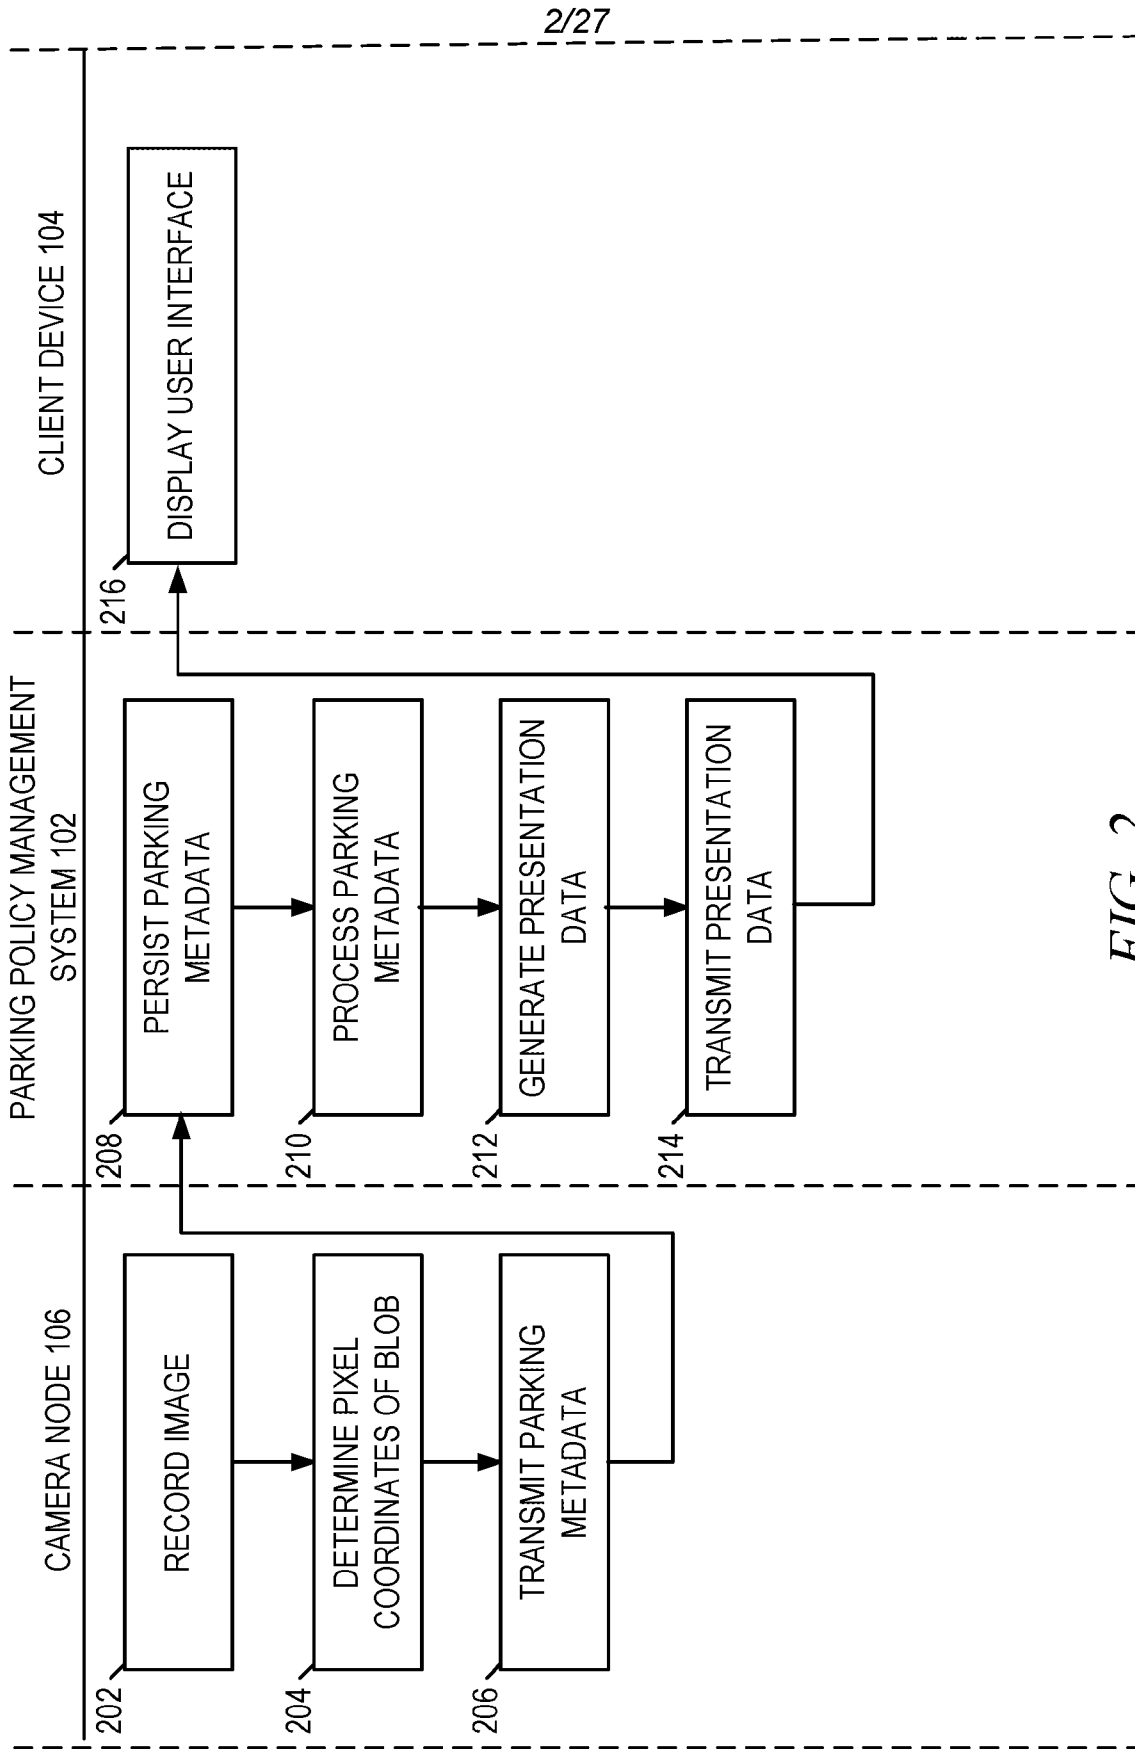 2/27
CAMERA NODE 106
PARKING POLICY MANAGEMENT
SYSTEM 102
CLIENT DEVICE 104
202
RECORD IMAGE
204
DETERMINE PIXEL
COORDINATES OF BLOB
206
TRANSMIT PARKING
METADATA
208
PERSIST PARKING
METADATA
210
PROCESS PARKING
METADATA
212
GENERATE PRESENTATION
DATA
214
TRANSMIT PRESENTATION
DATA
216
DISPLAY USER INTERFACE
FIG. 2